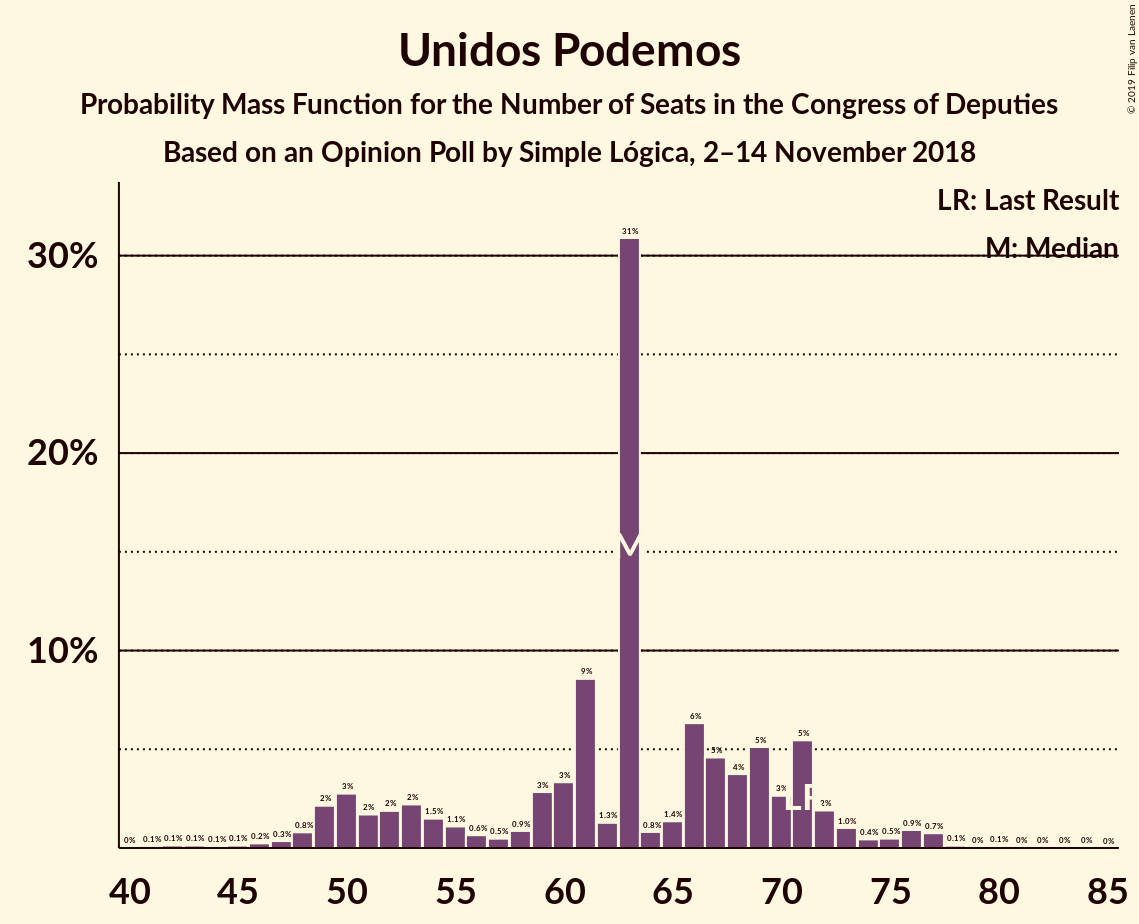 © 2019 Filip van Laenen
Unidos Podemos
Probability Mass Function for the Number of Seats in the Congress of Deputies
Based on an Opinion Poll by Simple Lógica, 2–14 November 2018
LR: Last Result
M: Median
30%
20%
10%
0% 0.1% 0.1% 0.1% 0.1% 0.1% 0.2% 0.3% 0.8% 2% 3% 2% 2% 2% 1.5% 1.1% 0.6% 0.5% 0.9% 3% 3% 9% 1.3% 31% 0.8% 1.4% 6% 5% 4% 5% 3% 5% 2% 1.0% 0.4% 0.5% 0.9% 0.7% 0.1% 0% 0.1% 0% 0% 0% 0% 0%
M
LR
40 45 50 55 60 65 70 75 80 85